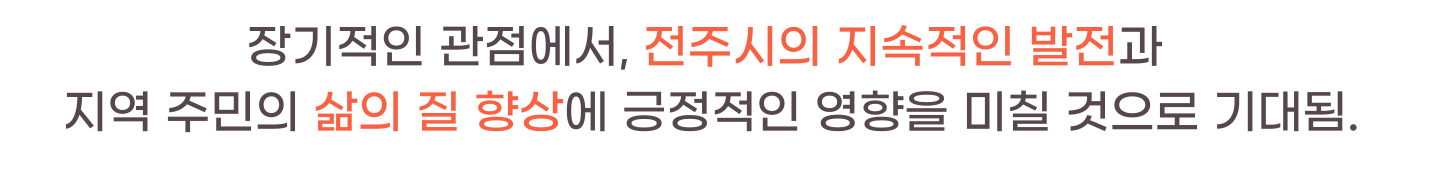 장기적인 관점에서, 전주시의 지속적인 발전과
지역 주민의 삶의 질 향상에 긍정적인 영향을 미칠 것으로 기대됨.